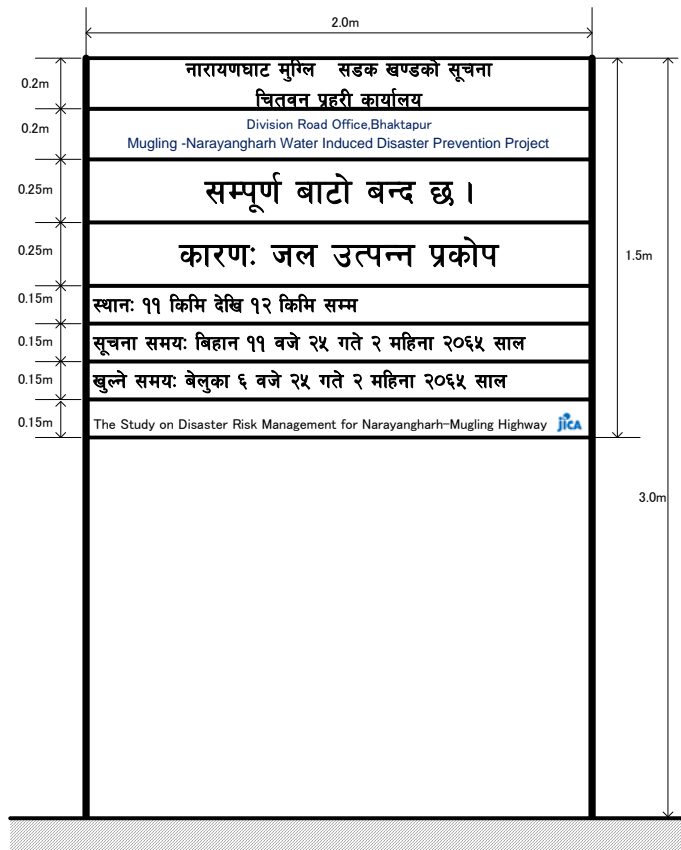 2.0m
0.2m
नारायणघाट मुग्लि सडक खण्डको सूचना
चितवन प्रहरी कार्यालय
0.2m
Division Road Office,Bhaktapur
Mugling -Narayangharh Water Induced Disaster Prevention Project
0.25m
सम्पूर्ण बाटो बन्द छ ।
0.25m
कारणः जल उत्पन्न प्रकोप
1.5m
0.15m
स्थानः ११ किमि देखि १२ किमि सम्म
0.15m
सूचना समयः बिहान ११ वजे २५ गते २ महिना २०६५ साल
0.15m
खुल्ने समयः बेलुका ६ वजे २५ गते २ महिना २०६५ साल
0.15m
The Study on Disaster Risk Management for Narayangharh-Mugling Highway jICA
3.0m